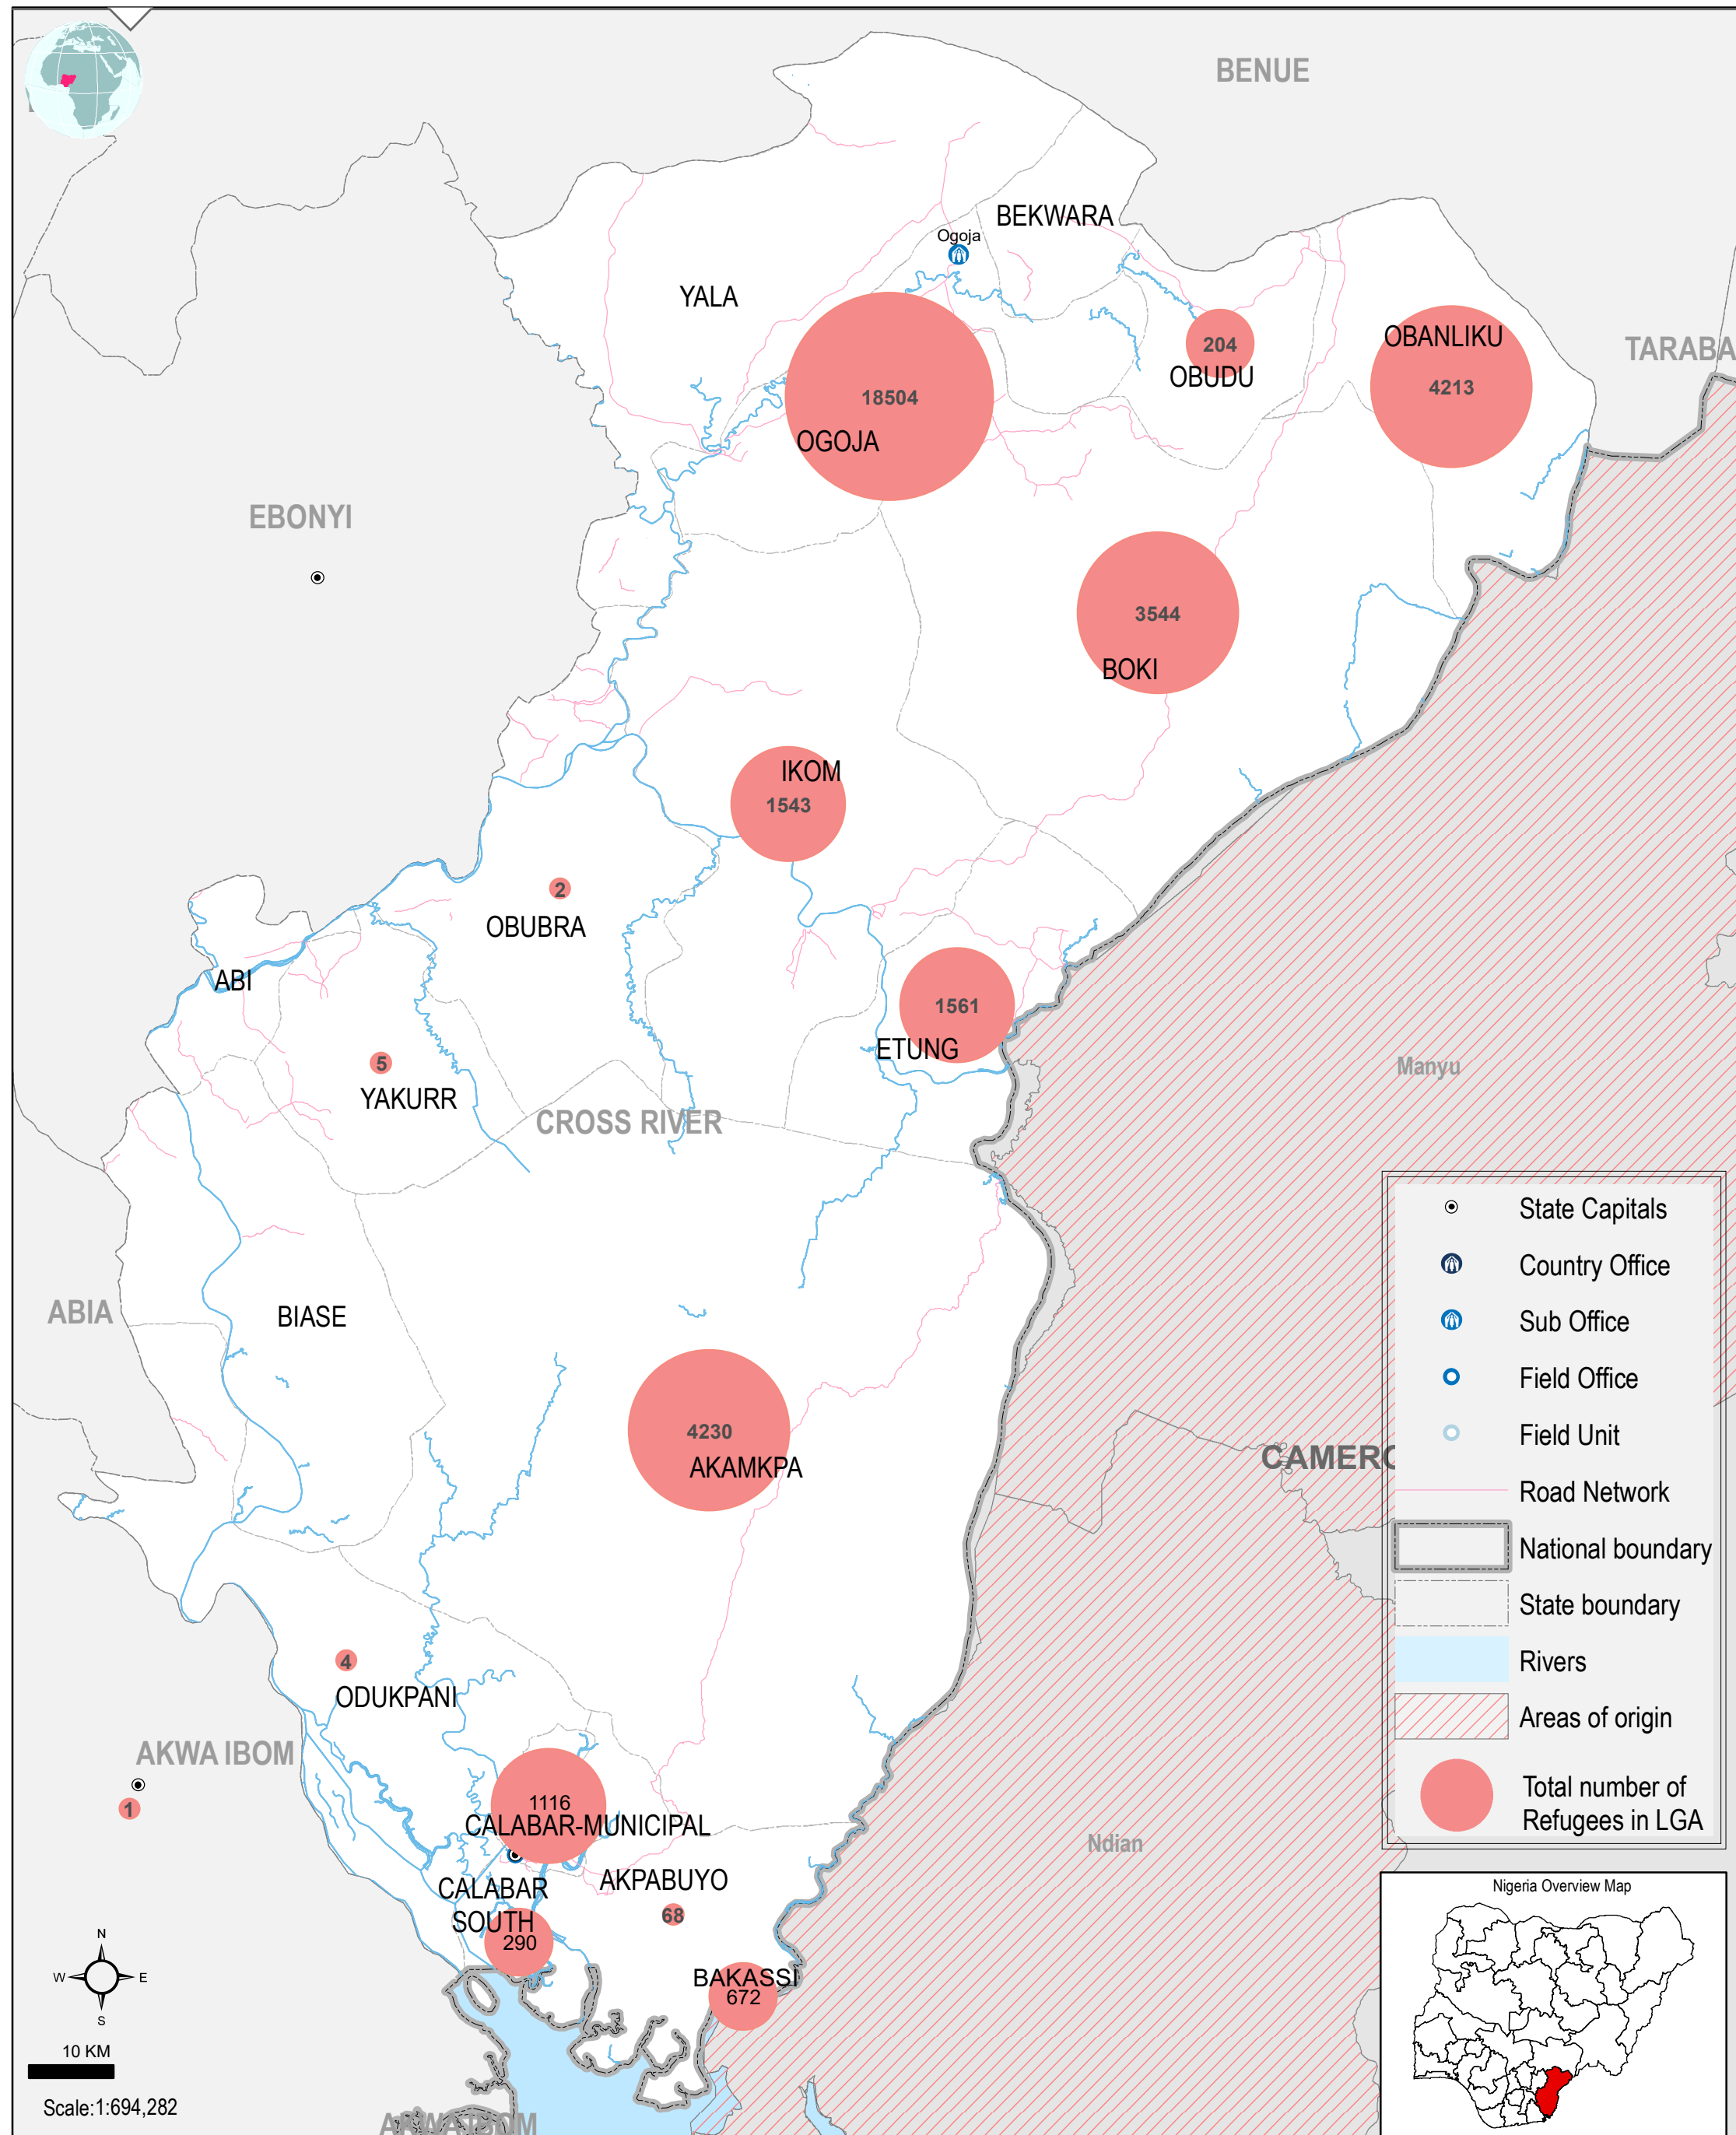 BENUE
BEKWARA
Ogoja
YALA
204
OBUDU
OBANLIKU
4213
TARABA
18504
OGOJA
EBONYI
3544
BOKI
IKOM
1543
2
OBUBRA
ABI
1561
ETUNG
5
YAKURR
CROSS RIVER
Manyu
ABIA
BIASE
4230
AKAMKPA
CAMERO
4
ODUKPANI
AKWA IBOM
1
1116
CALABAR-MUNICIPAL
Ndian
AKPABUYO
68
CALABAR
SOUTH
290
BAKASSI
672
AKWA IBOM
State Capitals
Country Office
Sub Office
Field Office
Field Unit
Road Network
National boundary
State boundary
Rivers
Areas of origin
Total number of
Refugees in LGA
Nigeria Overview Map
N
W E
S
10 KM
Scale:1:694,282